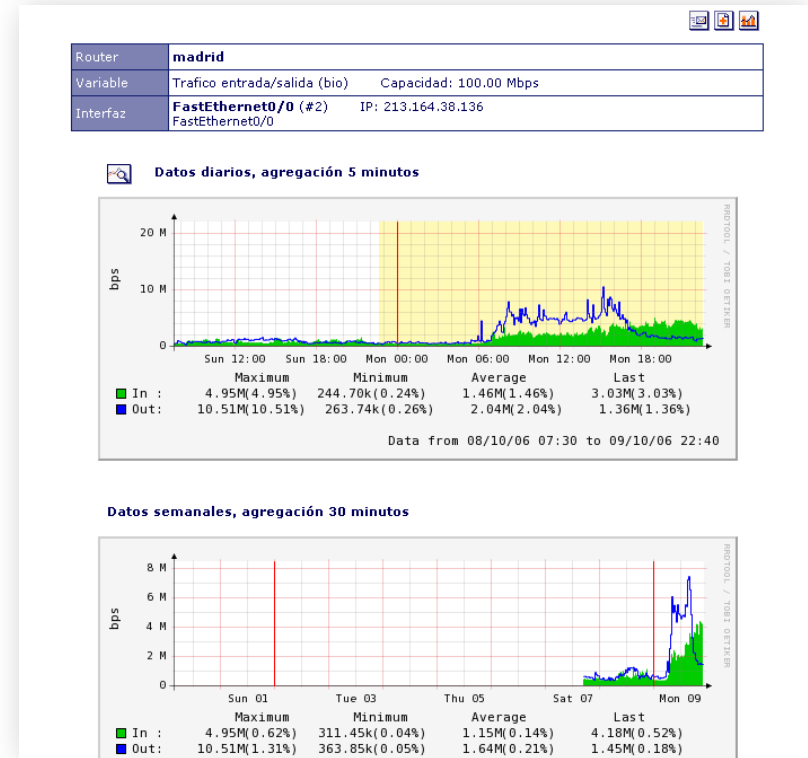 Router madrid
Variable Trafico entrada/salida (bio) Capacidad: 100.00 Mbps
Interfaz FastEthernet0/0 (#2) IP: 213.164.38.136
FastEthernet0/0
Datos diarios, agregación 5 minutos
RRDTOOL / TOBI OETIKER
20 M
10 M
0
bps
Sun 12:00 Sun 18:00 Mon 00:00 Mon 06:00 Mon 12:00 Mon 18:00
Maximum Minimum Average Last
In : 4.95M(4.95%) 244.70k(0.24%) 1.46M(1.46%) 3.03M(3.03%)
Out: 10.51M(10.51%) 263.74k(0.26%) 2.04M(2.04%) 1.36M(1.36%)
Data from 08/10/06 07:30 to 09/10/06 22:40
Datos semanales, agregación 30 minutos
RRDTOOL / TOBI OETIKER
8 M
6 M
4 M
2 M
0
bps
Sun 01 Tue 03 Thu 05 Sat 07 Mon 09
Maximum Minimum Average Last
In : 4.95M(0.62%) 311.45k(0.04%) 1.15M(0.14%) 4.18M(0.52%)
Out: 10.51M(1.31%) 363.85k(0.05%) 1.64M(0.21%) 1.45M(0.18%)